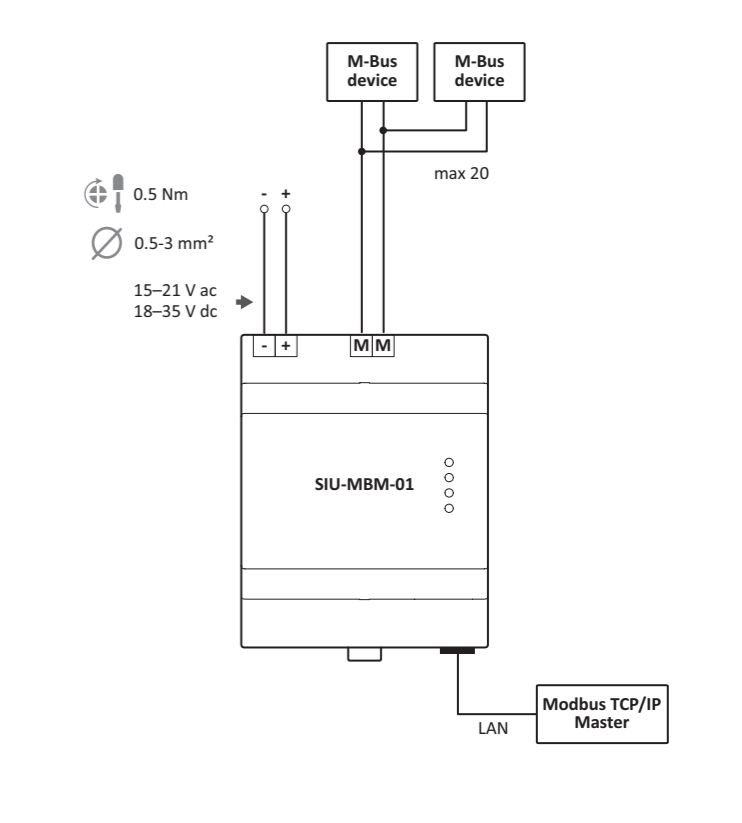 M-Bus
device
M-Bus
device
max 20
0.5 Nm
- +
0.5-3 mm²
15–21 V ac
18–35 V dc
- + M M
SIU-MBM-01
Modbus TCP/IP
Master
LAN